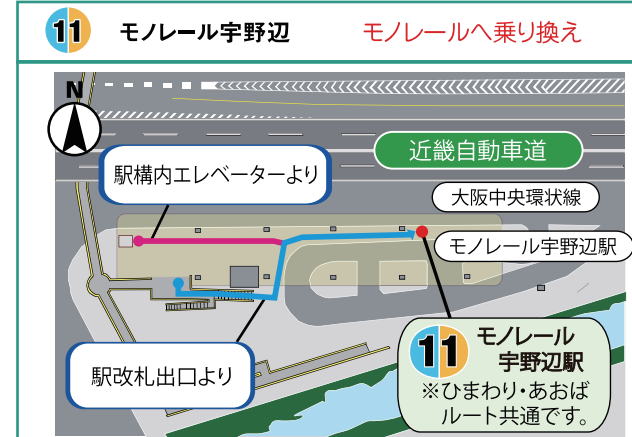 11 モノレール宇野辺 モノレールへ乗り換え
N
近畿自動車道
駅構内エレベーターより
大阪中央環状線
モノレール宇野辺駅
駅改札出口より
11 モノレール
宇野辺駅
※ひまわり・あおば
ルート共通です。